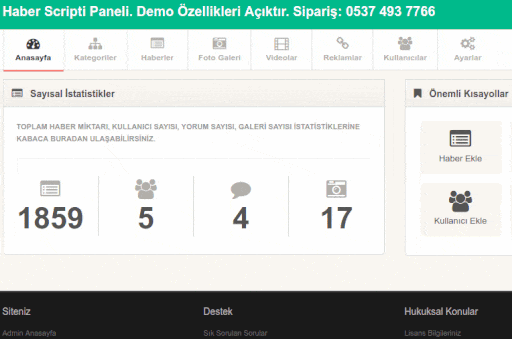 Haber Scripti Paneli. Demo Özellikleri Açıktır. Sipariş: 0537 493 7766
Anasayfa Kategoriler Haberler Foto Galeri Videolar Reklamlar Kullanıcılar Ayarlar
Sayısal İstatistikler
TOPLAM HABER MİKTARI, KULLANICI SAYISI, YORUM SAYISI, GALERİ SAYISI İSTATİSTİKLERİNE
KABACA BURADAN ULAŞABİLİRSİNİZ.
1859 5 4 17
Önemli Kısayollar
Haber Ekle
Kullanıcı Ekle
Siteniz Destek Hukuksal Konular
Admin Anasayfa Sık Sorulan Sorular Lisans Bilgileriniz